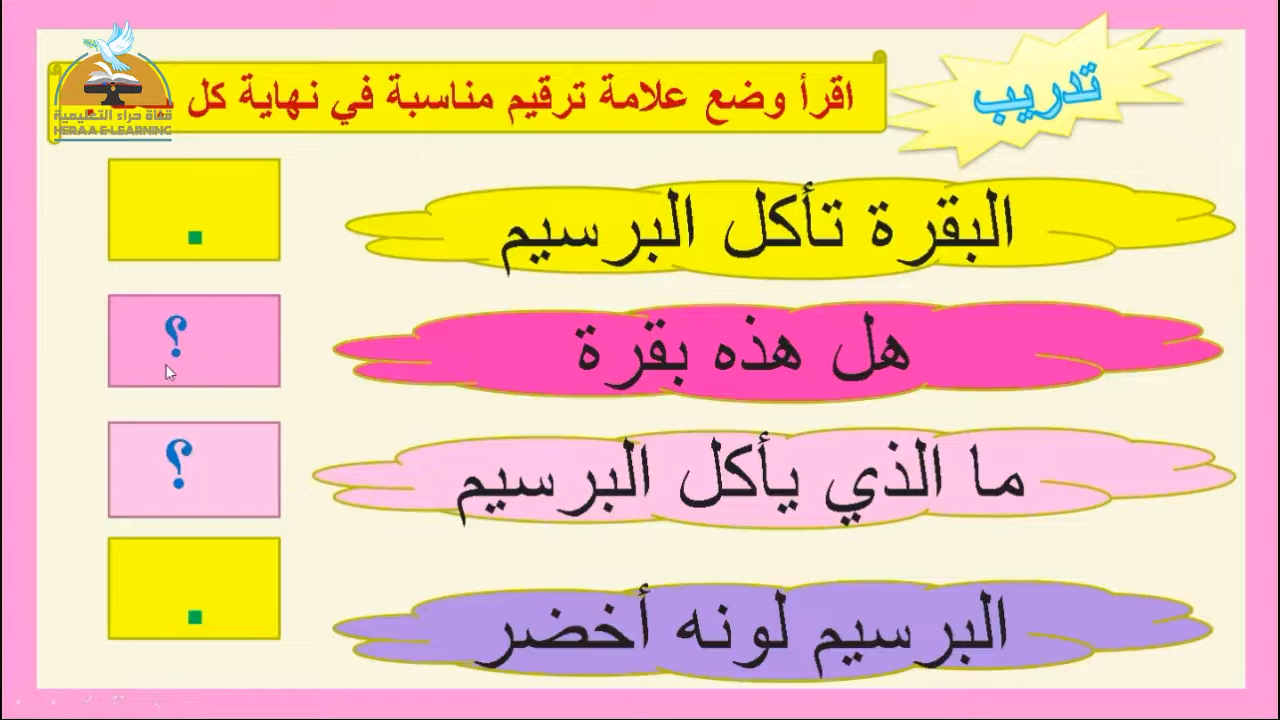 تدريب
اقرأ وضع علامة ترقيم مناسبة في نهاية كل
قناة حراء التعليمية
HERAA E-LEARNING
البقرة تأكل البرسيم
.
هل هذه بقرة
؟
ما الذي يأكل البرسيم
؟
البرسيم لونه أخضر
.